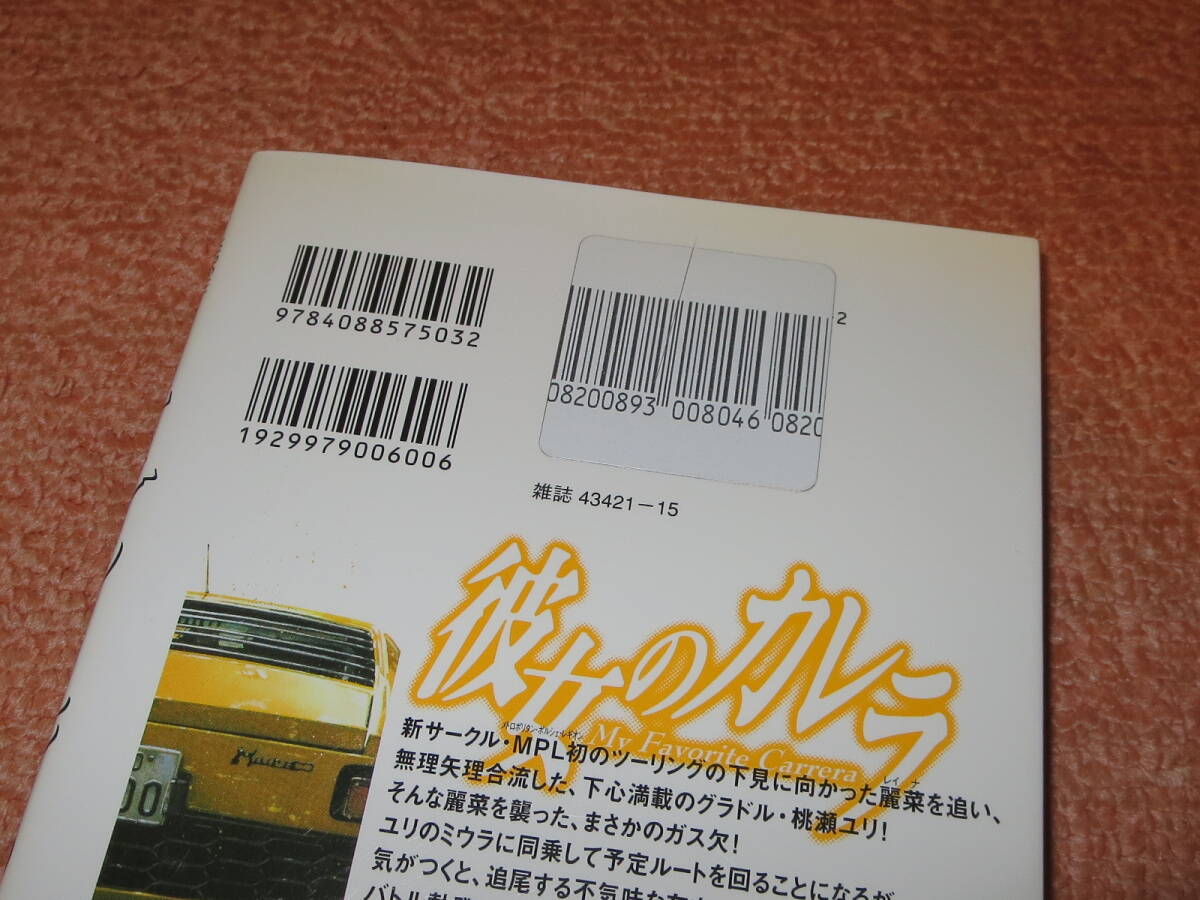 9784088575032
1929979006006
2
08200893 008046 0820
雑誌 43421-15
彼女のカレラ
My Favorite Carrera
メトロポリタン・ポルシェ・レギオン
新サークル・MPL初のツーリングの下見に向かった麗菜を追い、
レイナ
無理矢理合流した、下心満載のグラドル・桃瀬ユリ!
そんな麗菜を襲った、まさかのガス欠!
ユリのミウラに同乗して予定ルートを回ることになるが、
気がつくと、追尾する不気味な
バトル
Miura
00